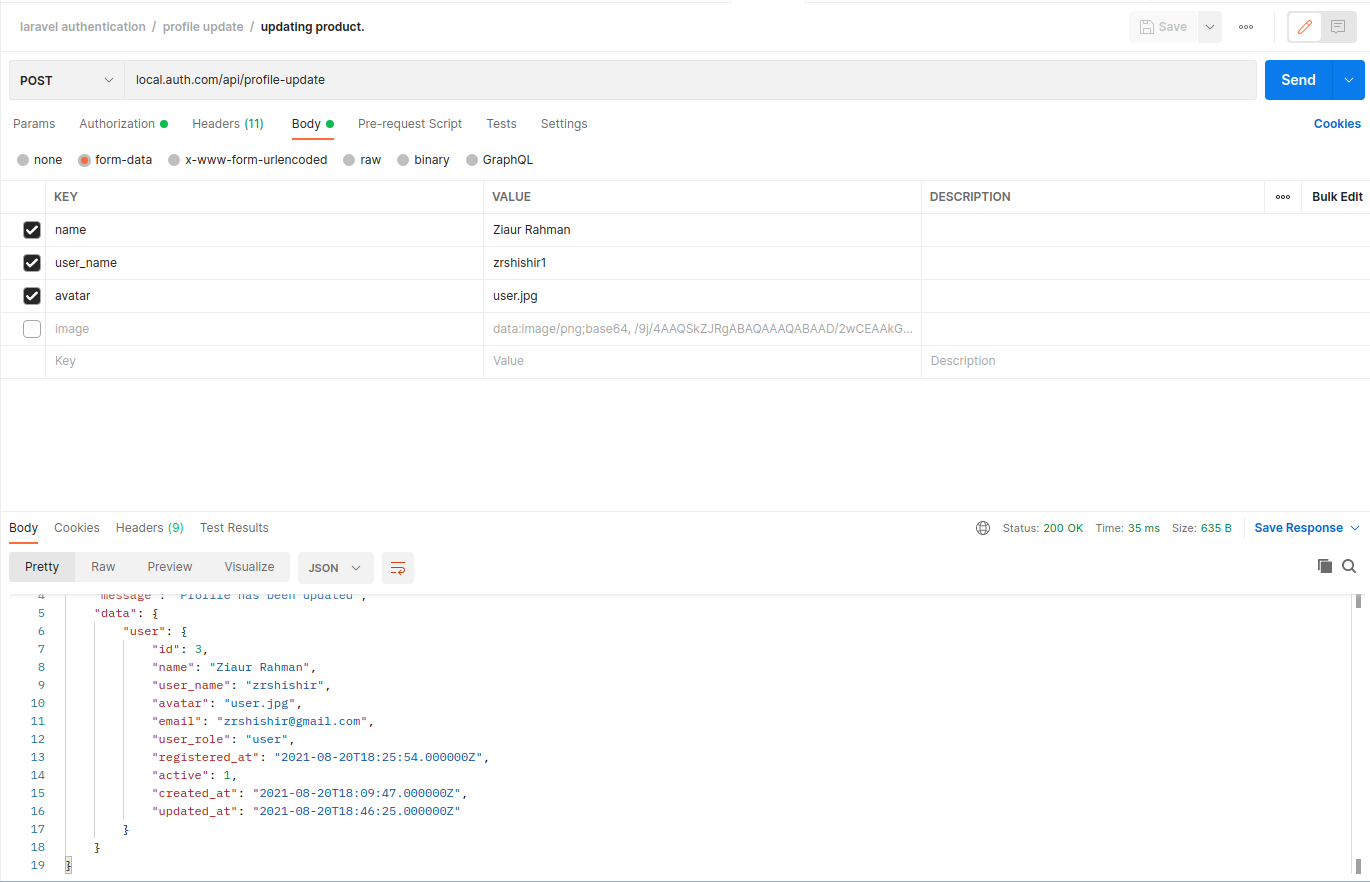 laravel authentication / profile update / updating product.
Save
POST
local.auth.com/api/profile-update
Send
Params Authorization Headers (11) Body Pre-request Script Tests Settings Cookies
none form-data x-www-form-urlencoded raw binary GraphQL
KEY VALUE DESCRIPTION Bulk Edit
name Ziaur Rahman
user_name zrshishir1
avatar user.jpg
image data:image/png;base64, /9j/4AAQSkZJRgABAQAAAQABAAD/2wCEAAkG...
Key Value Description
Body Cookies Headers (9) Test Results Status: 200 OK Time: 35 ms Size: 635 B Save Response
Pretty Raw Preview Visualize JSON
4 "message": "Profile has been updated",
5 "data": {
6 "user": {
7 "id": 3,
8 "name": "Ziaur Rahman",
9 "user_name": "zrshishir",
10 "avatar": "user.jpg",
11 "email": "zrshishir@gmail.com",
12 "user_role": "user",
13 "registered_at": "2021-08-20T18:25:54.000000Z",
14 "active": 1,
15 "created_at": "2021-08-20T18:09:47.000000Z",
16 "updated_at": "2021-08-20T18:46:25.000000Z"
17 }
18 }
19 }